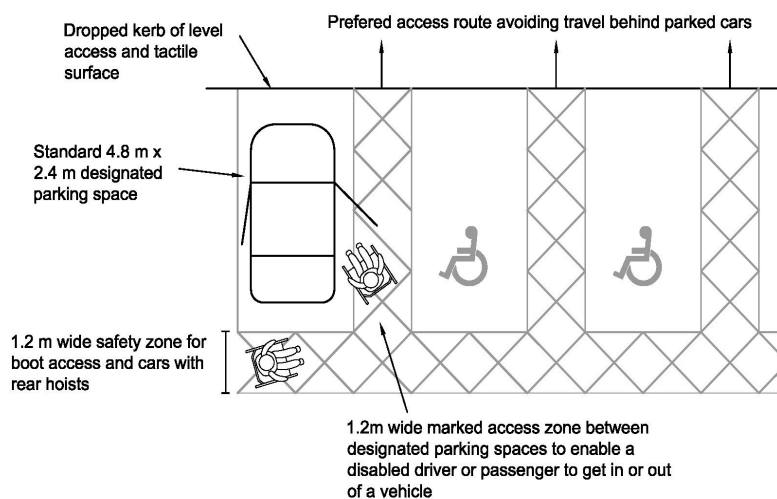 Prefered access route avoiding travel behind parked cars
Dropped kerb of level
access and tactile
surface
Standard 4.8 m x
2.4 m designated
parking space
1.2 m wide safety zone for
boot access and cars with
rear hoists
1.2m wide marked access zone between
designated parking spaces to enable a
disabled driver or passenger to get in or out
of a vehicle